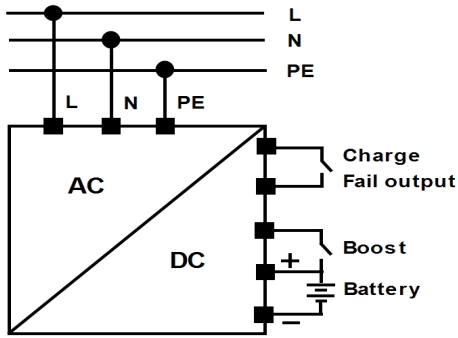 L
N
PE
L N PE
AC
Charge
Fail output
DC
Boost
+
Battery
−